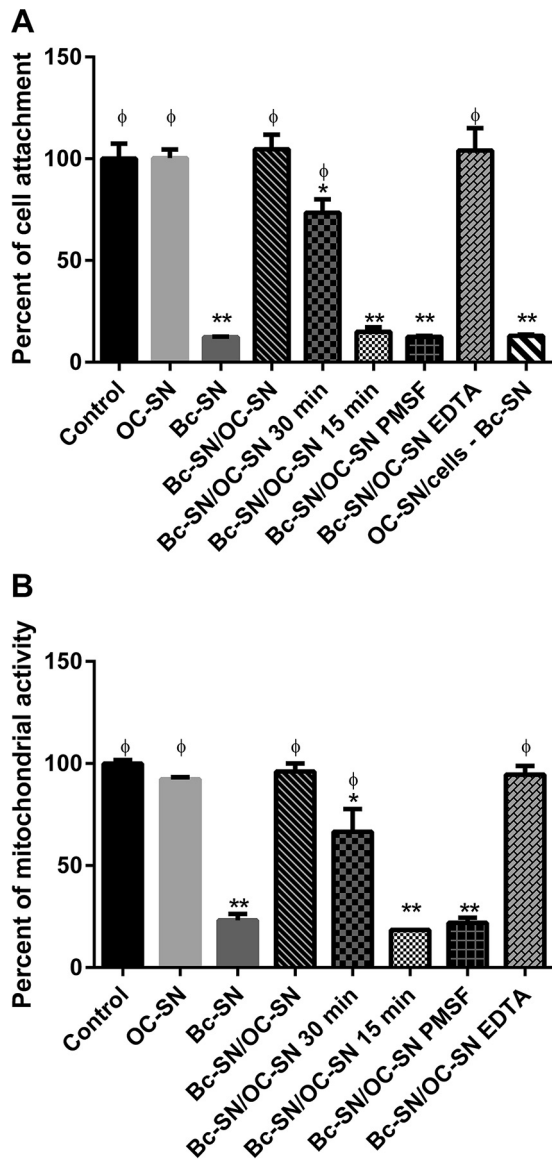 A
Percent of cell attachment
150
100
50
0
ϕ ϕ ** ϕ ϕ * ** ** ϕ **
Control
OC-SN
Bc-SN
Bc-SN/OC-SN
Bc-SN/OC-SN 30 min
Bc-SN/OC-SN 15 min
Bc-SN/OC-SN PMSF
Bc-SN/OC-SN EDTA
OC-SN/cells - Bc-SN
B
Percent of mitochondrial activity
150
100
50
0
ϕ ϕ ** ϕ ϕ * ** ** ϕ
Control
OC-SN
Bc-SN
Bc-SN/OC-SN
Bc-SN/OC-SN 30 min
Bc-SN/OC-SN 15 min
Bc-SN/OC-SN PMSF
Bc-SN/OC-SN EDTA